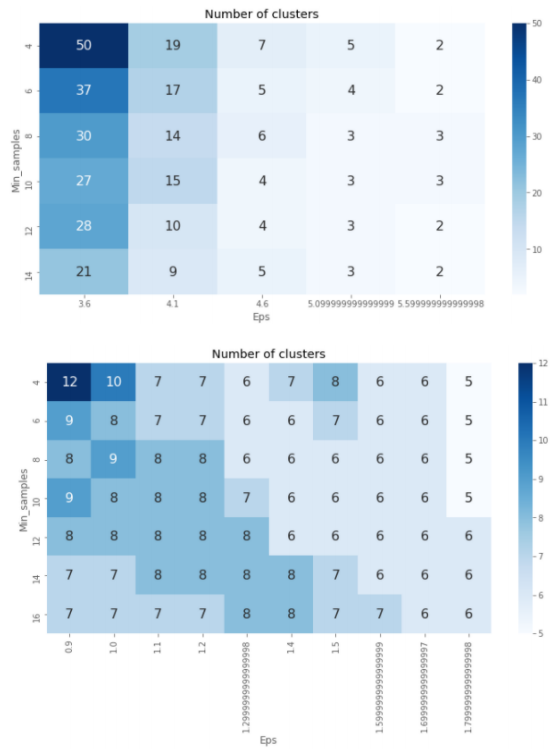 Number of clusters
4 50 19 7 5 2 50
6 37 17 5 4 2 40
8 30 14 6 3 3 30
10 27 15 4 3 3
12 28 10 4 3 2 20
14 21 9 5 3 2 10
Min_samples
3.6 4.1 4.6 5.099999999999999 5.599999999999998
Eps
Number of clusters
4 12 10 7 7 6 7 8 6 6 5 12
6 9 8 7 7 6 6 7 6 6 5 11
8 8 9 8 8 6 6 6 6 6 5 10
10 9 8 8 8 7 6 6 6 6 5 9
12 8 8 8 8 8 6 6 6 6 6 8
14 7 7 8 8 8 8 7 6 6 6 7
16 7 7 7 7 8 8 7 7 6 6 6
5
Min_samples
0.9 1.0 1.1 1.2 1.2999999999999998 1.4 1.5 1.5999999999999999 1.6999999999999997 1.7999999999999998
Eps